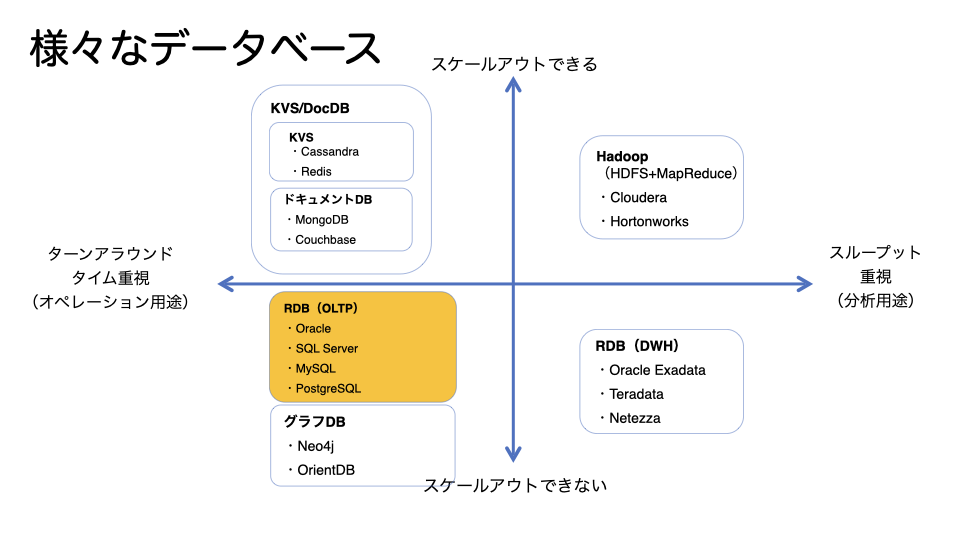 様々なデータベース
スケールアウトできる
KVS/DocDB
KVS
・Cassandra
・Redis
ドキュメントDB
・MongoDB
・Couchbase
Hadoop
（HDFS+MapReduce）
・Cloudera
・Hortonworks
ターンアラウンド
タイム重視
（オペレーション用途）
スループット
重視
（分析用途）
RDB（OLTP）
・Oracle
・SQL Server
・MySQL
・PostgreSQL
RDB（DWH）
・Oracle Exadata
・Teradata
・Netezza
グラフDB
・Neo4j
・OrientDB
スケールアウトできない